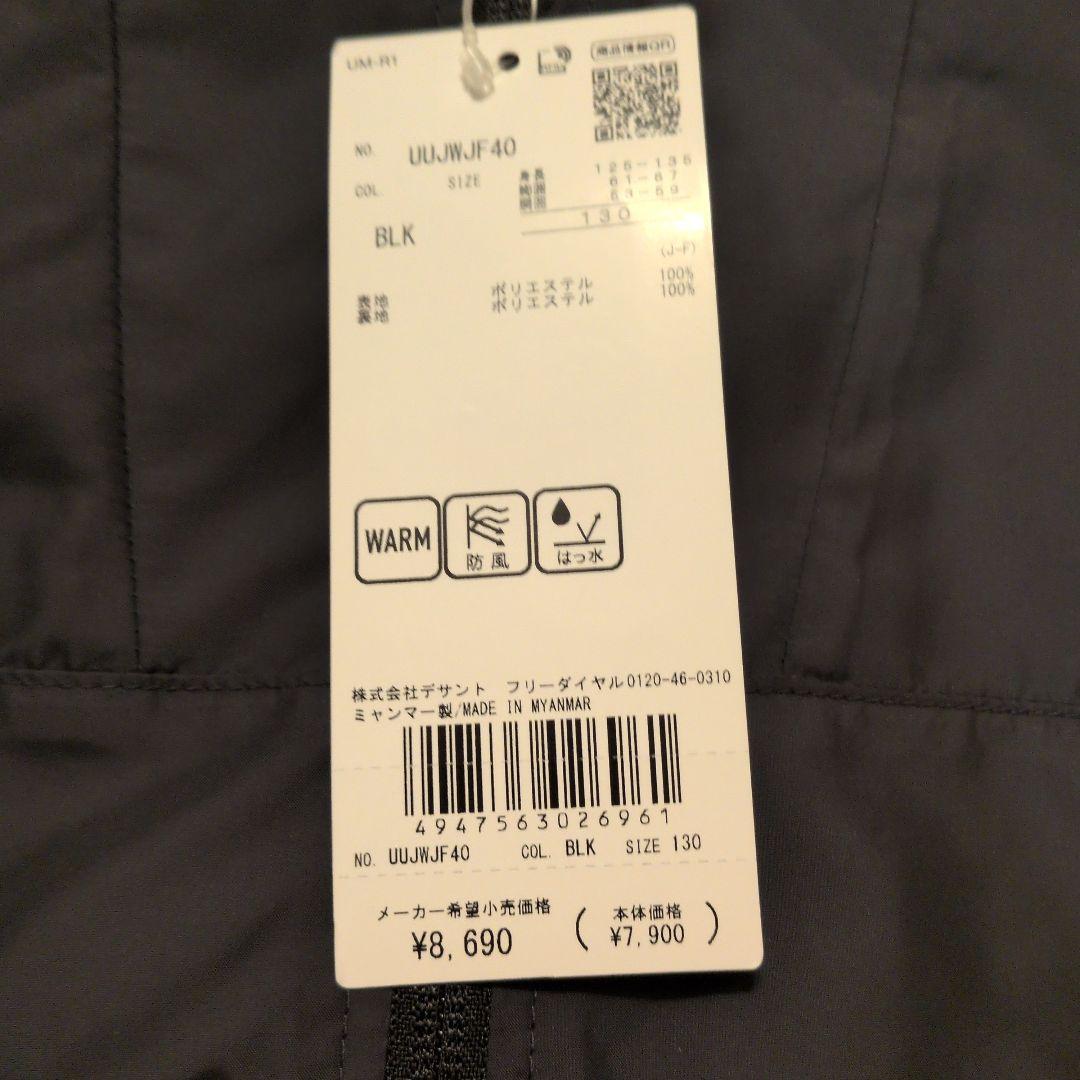 UM-R1
商品情報QR
NO. UUJWJF40
COL. SIZE
身長 125-135
胸囲 61-67
胴囲 53-59
130
BLK
(J-F)
表地 ポリエステル 100%
裏地 ポリエステル 100%
WARM
防風
はっ水
株式会社デサント フリーダイヤル0120-46-0310
ミャンマー製/MADE IN MYANMAR
4947563026961
NO. UUJWJF40 COL. BLK SIZE 130
メーカー希望小売価格
¥8,690
(本体価格
¥7,900)